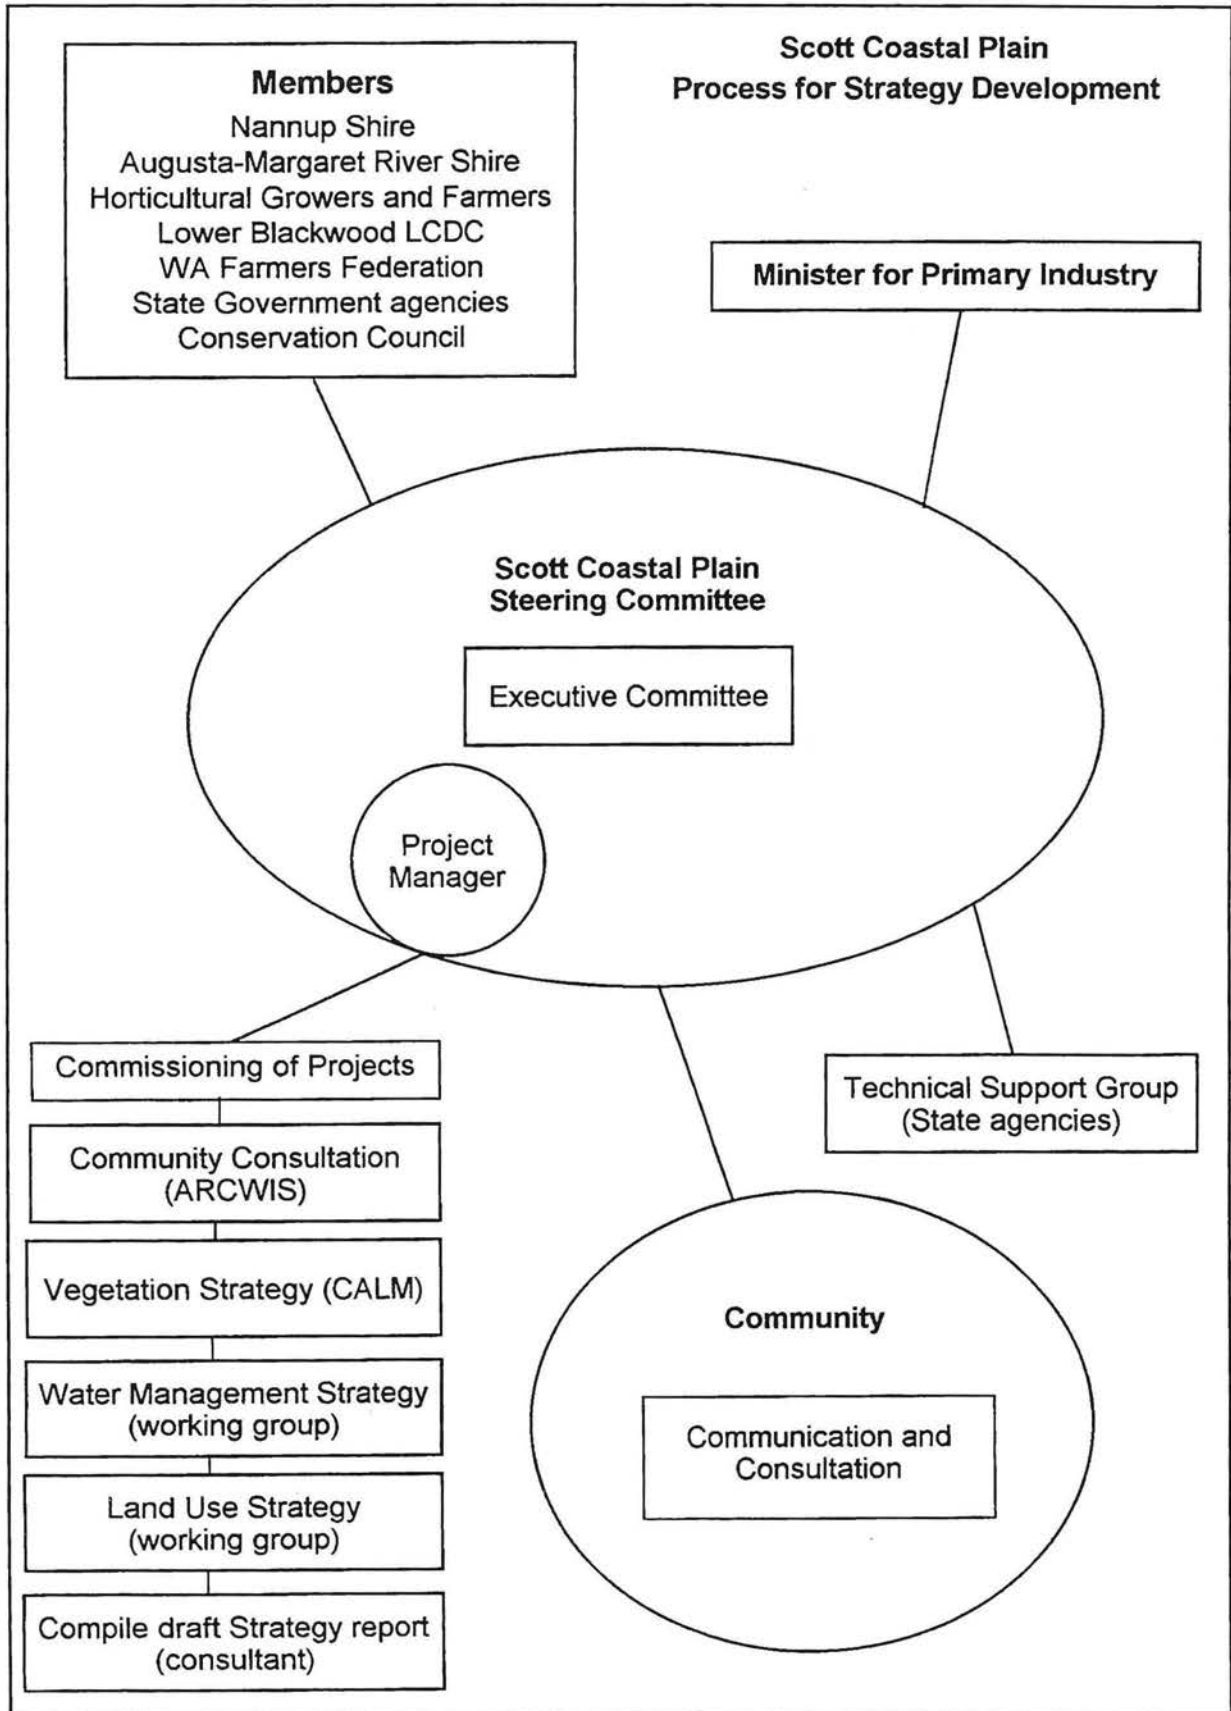 Scott Coastal Plain
Process for Strategy Development
Members
Nannup Shire
Augusta-Margaret River Shire
Horticultural Growers and Farmers
Lower Blackwood LCDC
WA Farmers Federation
State Government agencies
Conservation Council
Minister for Primary Industry
Scott Coastal Plain
Steering Committee
Executive Committee
Project
Manager
Commissioning of Projects
Community Consultation
(ARCWIS)
Vegetation Strategy (CALM)
Water Management Strategy
(working group)
Land Use Strategy
(working group)
Compile draft Strategy report
(consultant)
Technical Support Group
(State agencies)
Community
Communication and
Consultation